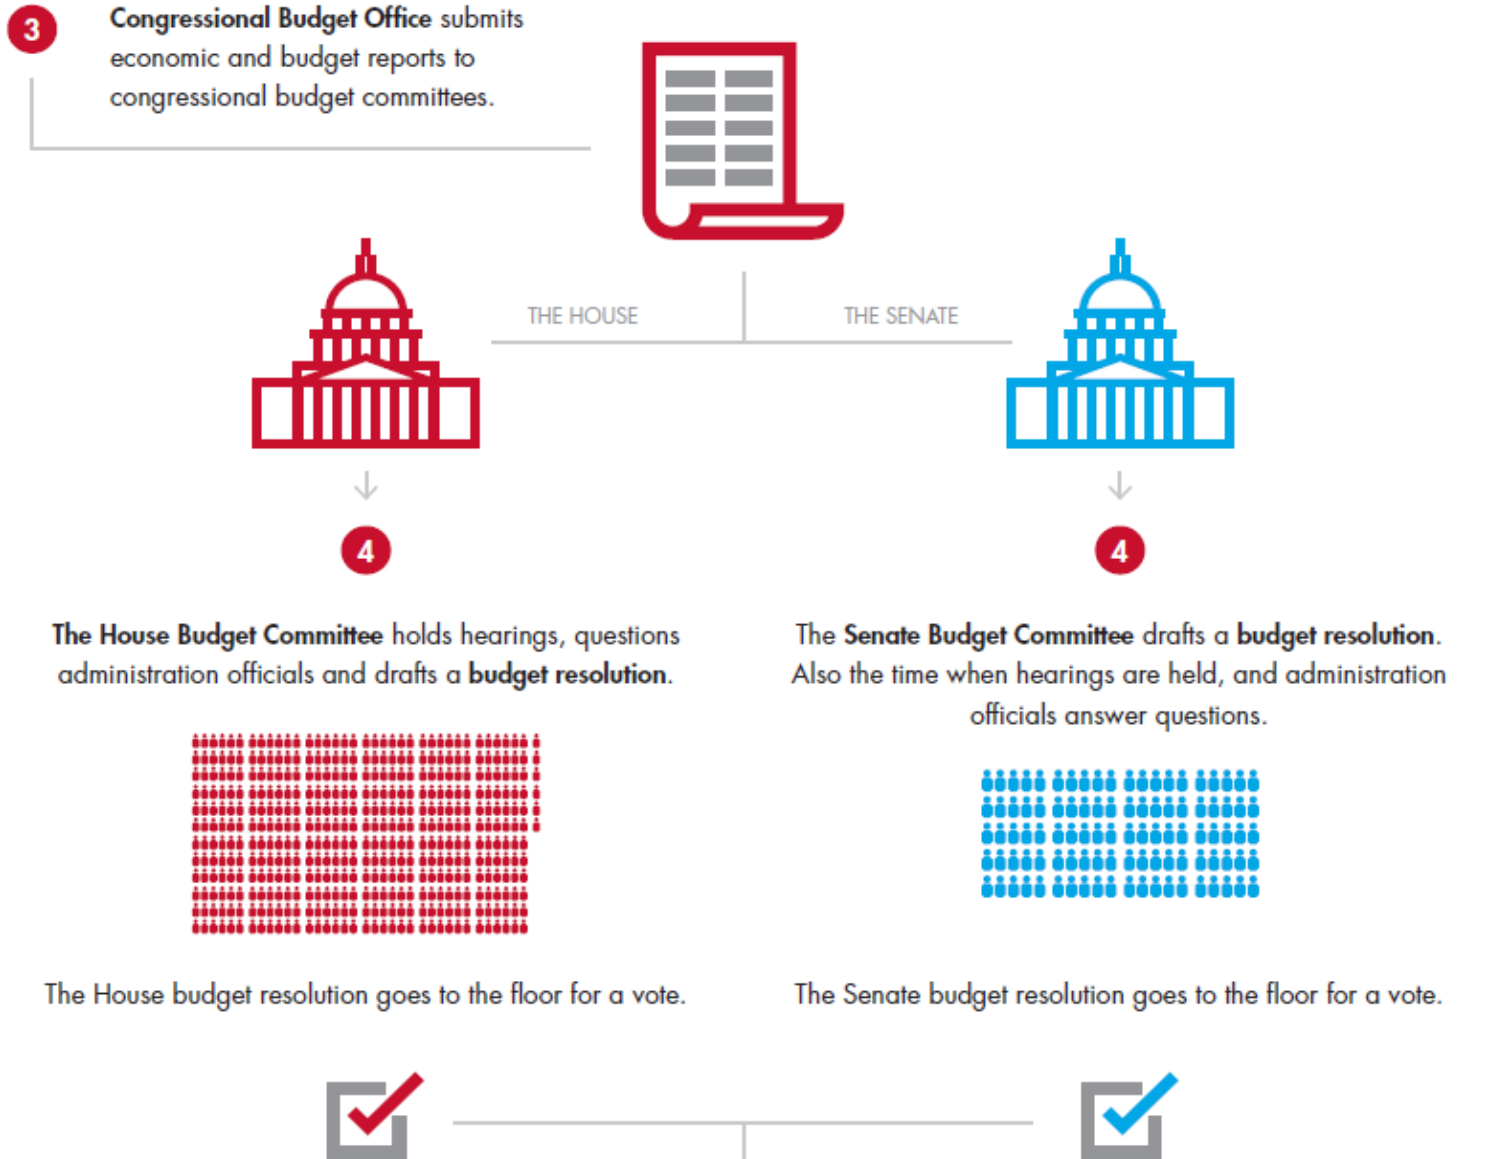 3
Congressional Budget Office submits
economic and budget reports to
congressional budget committees.
THE HOUSE
THE SENATE
4
The House Budget Committee holds hearings, questions
administration officials and drafts a budget resolution.
The House budget resolution goes to the floor for a vote.
4
The Senate Budget Committee drafts a budget resolution.
Also the time when hearings are held, and administration
officials answer questions.
The Senate budget resolution goes to the floor for a vote.